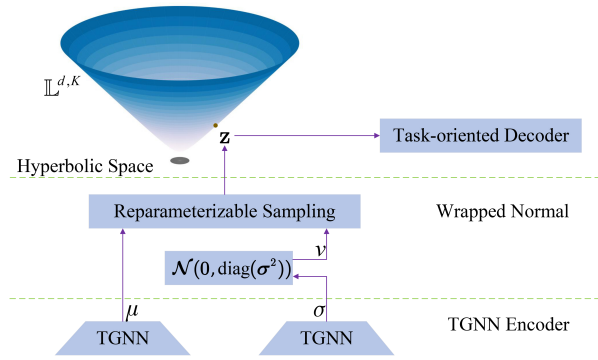 𝕃^{d,K}
z
Task-oriented Decoder
Hyperbolic Space
Reparameterizable Sampling
Wrapped Normal
v
𝒩(0, diag(σ²))
μ
σ
TGNN Encoder
TGNN
TGNN